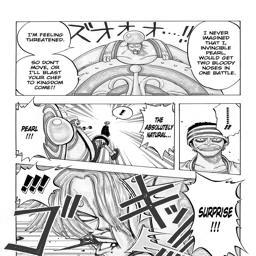 I NEVER
IMAGINED THAT
I, INVINCIBLE
PEARL,
WOULD GET
TWO BLOODY
NOSES IN
ONE BATTLE.
ズオオオ...!!
I'M FEELING
THREATENED.
SO DON'T
MOVE, OR
I'LL BLAST
YOUR CHEF
TO KINGDOM
COME!!
!
THE
ABSOLUTELY
NATURAL...
PEARL
!!!
SURPRISE
!!!
!!!